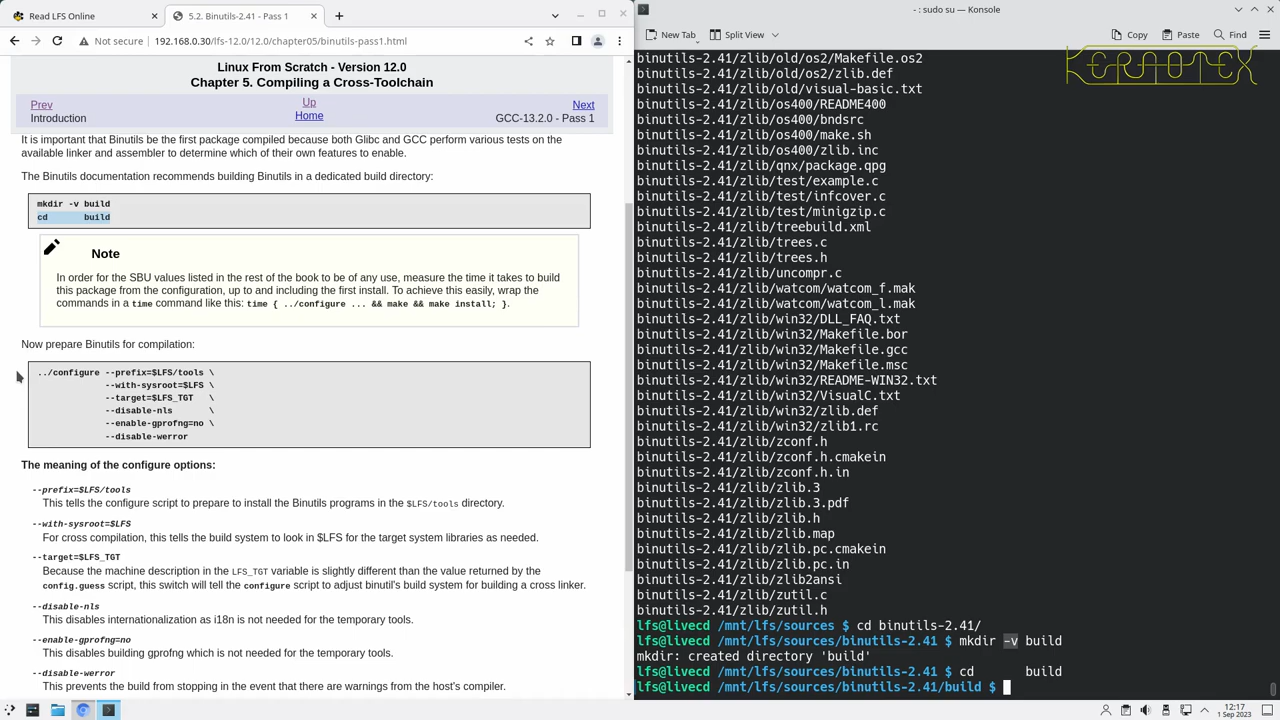 Read LFS Online
5.2. Binutils-2.41 - Pass 1
Not secure
192.168.0.30/lfs-12.0/12.0/chapter05/binutils-pass1.html
Linux From Scratch - Version 12.0
Chapter 5. Compiling a Cross-Toolchain
Prev
Up
Next
Introduction
Home
GCC-13.2.0 - Pass 1
It is important that Binutils be the first package compiled because both Glibc and GCC perform various tests on the
available linker and assembler to determine which of their own features to enable.
The Binutils documentation recommends building Binutils in a dedicated build directory:
mkdir -v build
cd       build
Note
In order for the SBU values listed in the rest of the book to be of any use, measure the time it takes to build
this package from the configuration, up to and including the first install. To achieve this easily, wrap the
commands in a time command like this: time { ../configure ... && make && make install; }.
Now prepare Binutils for compilation:
../configure --prefix=$LFS/tools \
--with-sysroot=$LFS \
--target=$LFS_TGT   \
--disable-nls       \
--enable-gprofng=no \
--disable-werror
The meaning of the configure options:
--prefix=$LFS/tools
This tells the configure script to prepare to install the Binutils programs in the $LFS/tools directory.
--with-sysroot=$LFS
For cross compilation, this tells the build system to look in $LFS for the target system libraries as needed.
--target=$LFS_TGT
Because the machine description in the LFS_TGT variable is slightly different than the value returned by the
config.guess script, this switch will tell the configure script to adjust binutil's build system for building a cross linker.
--disable-nls
This disables internationalization as i18n is not needed for the temporary tools.
--enable-gprofng=no
This disables building gprofng which is not needed for the temporary tools.
--disable-werror
This prevents the build from stopping in the event that there are warnings from the host's compiler.
- : sudo su — Konsole
New Tab
Split View
Copy
Paste
Find
KERNOTEX
binutils-2.41/zlib/old/os2/Makefile.os2
binutils-2.41/zlib/old/os2/zlib.def
binutils-2.41/zlib/old/visual-basic.txt
binutils-2.41/zlib/os400/README400
binutils-2.41/zlib/os400/bndsrc
binutils-2.41/zlib/os400/make.sh
binutils-2.41/zlib/os400/zlib.inc
binutils-2.41/zlib/qnx/package.qpg
binutils-2.41/zlib/test/example.c
binutils-2.41/zlib/test/infcover.c
binutils-2.41/zlib/test/minigzip.c
binutils-2.41/zlib/treebuild.xml
binutils-2.41/zlib/trees.c
binutils-2.41/zlib/trees.h
binutils-2.41/zlib/uncompr.c
binutils-2.41/zlib/watcom/watcom_f.mak
binutils-2.41/zlib/watcom/watcom_l.mak
binutils-2.41/zlib/win32/DLL_FAQ.txt
binutils-2.41/zlib/win32/Makefile.bor
binutils-2.41/zlib/win32/Makefile.gcc
binutils-2.41/zlib/win32/Makefile.msc
binutils-2.41/zlib/win32/README-WIN32.txt
binutils-2.41/zlib/win32/VisualC.txt
binutils-2.41/zlib/win32/zlib.def
binutils-2.41/zlib/win32/zlib1.rc
binutils-2.41/zlib/zconf.h
binutils-2.41/zlib/zconf.h.cmakein
binutils-2.41/zlib/zconf.h.in
binutils-2.41/zlib/zlib.3
binutils-2.41/zlib/zlib.3.pdf
binutils-2.41/zlib/zlib.h
binutils-2.41/zlib/zlib.map
binutils-2.41/zlib/zlib.pc.cmakein
binutils-2.41/zlib/zlib.pc.in
binutils-2.41/zlib/zlib2ansi
binutils-2.41/zlib/zutil.c
binutils-2.41/zlib/zutil.h
lfs@livecd /mnt/lfs/sources $ cd binutils-2.41/
lfs@livecd /mnt/lfs/sources/binutils-2.41 $ mkdir -v build
mkdir: created directory 'build'
lfs@livecd /mnt/lfs/sources/binutils-2.41 $ cd       build
lfs@livecd /mnt/lfs/sources/binutils-2.41/build $
12:17
1 Sep 2023